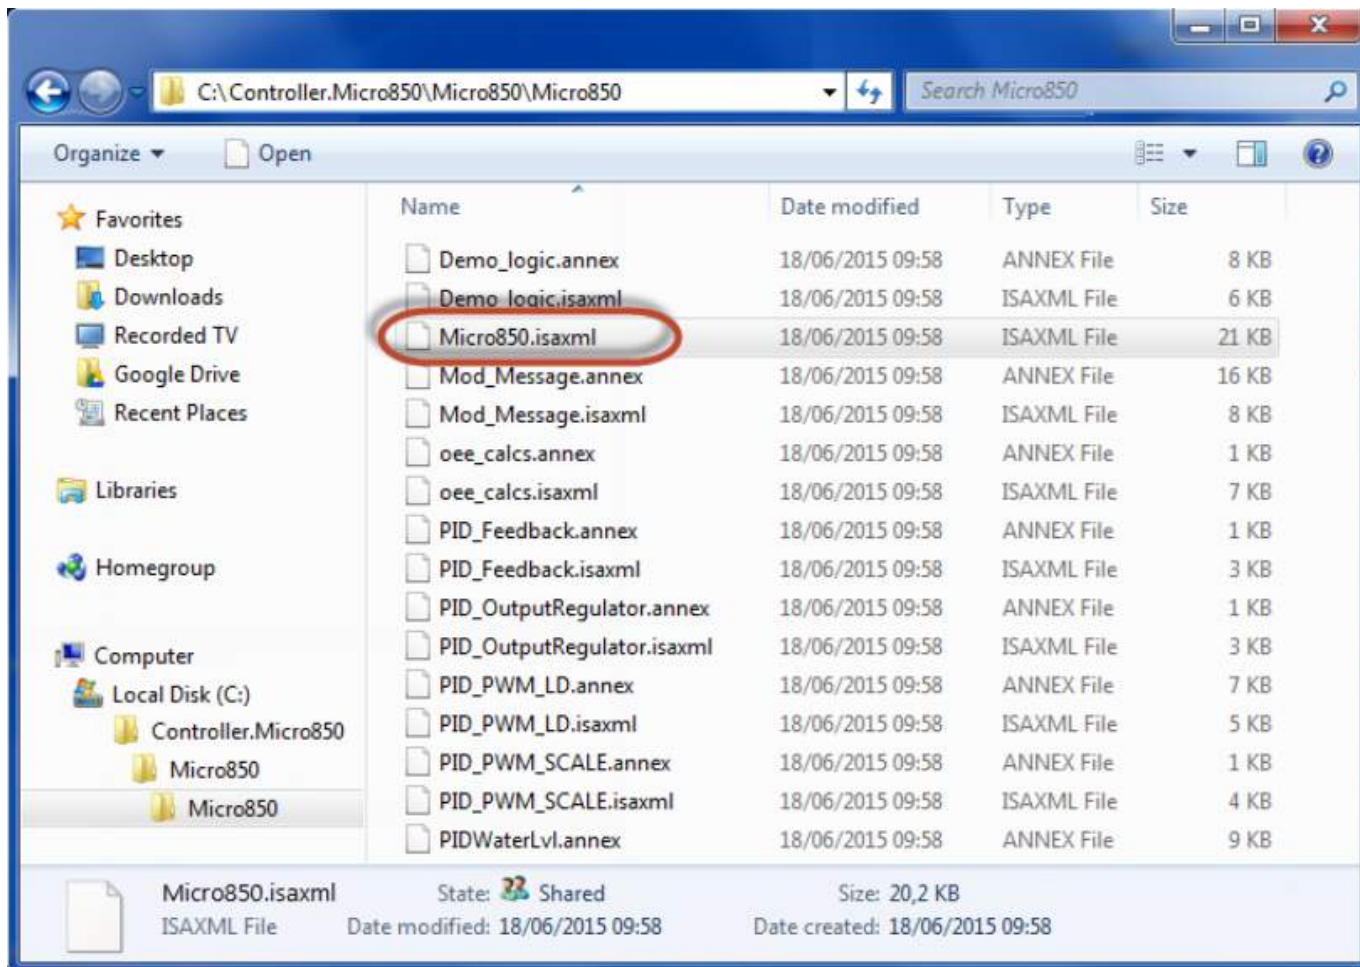 C:\Controller.Micro850\Micro850\Micro850
Search Micro850
Organize Open
Name Date modified Type Size
Favorites
Desktop
Downloads
Recorded TV
Google Drive
Recent Places
Libraries
Homegroup
Computer
Local Disk (C:)
Controller.Micro850
Micro850
Micro850
Demo_logic.annex 18/06/2015 09:58 ANNEX File 8 KB
Demo_logic.isaxml 18/06/2015 09:58 ISAXML File 6 KB
Micro850.isaxml 18/06/2015 09:58 ISAXML File 21 KB
Mod_Message.annex 18/06/2015 09:58 ANNEX File 16 KB
Mod_Message.isaxml 18/06/2015 09:58 ISAXML File 8 KB
oee_calcs.annex 18/06/2015 09:58 ANNEX File 1 KB
oee_calcs.isaxml 18/06/2015 09:58 ISAXML File 7 KB
PID_Feedback.annex 18/06/2015 09:58 ANNEX File 1 KB
PID_Feedback.isaxml 18/06/2015 09:58 ISAXML File 3 KB
PID_OutputRegulator.annex 18/06/2015 09:58 ANNEX File 1 KB
PID_OutputRegulator.isaxml 18/06/2015 09:58 ISAXML File 3 KB
PID_PWM_LD.annex 18/06/2015 09:58 ANNEX File 7 KB
PID_PWM_LD.isaxml 18/06/2015 09:58 ISAXML File 5 KB
PID_PWM_SCALE.annex 18/06/2015 09:58 ANNEX File 1 KB
PID_PWM_SCALE.isaxml 18/06/2015 09:58 ISAXML File 4 KB
PIDWaterLvl.annex 18/06/2015 09:58 ANNEX File 9 KB
Micro850.isaxml State: Shared Size: 20,2 KB
ISAXML File Date modified: 18/06/2015 09:58 Date created: 18/06/2015 09:58